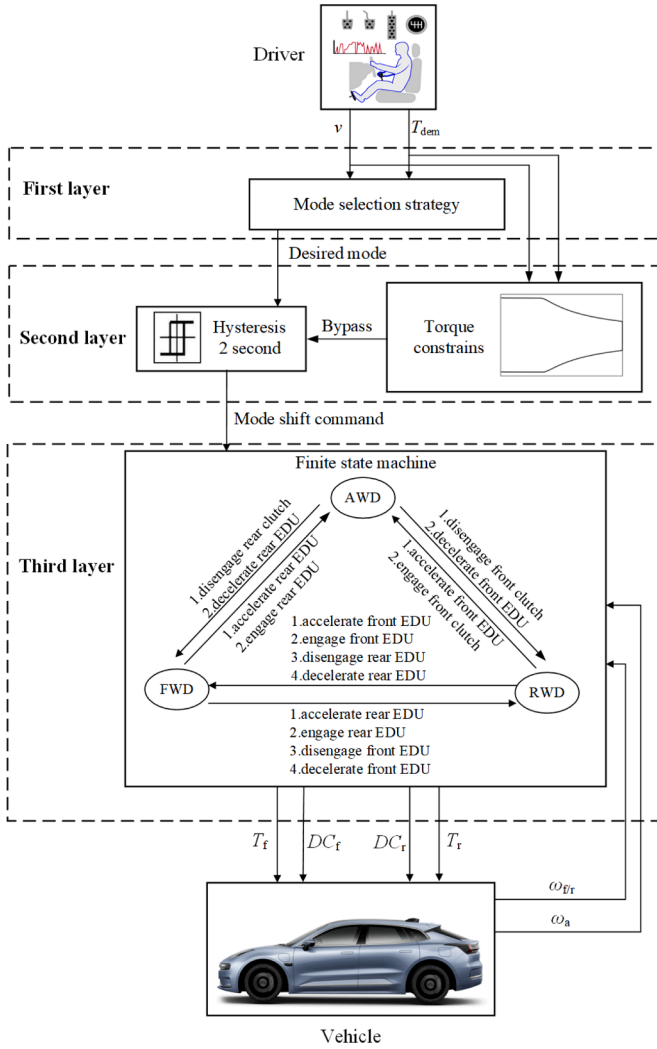 Driver
v
T_dem
First layer
Mode selection strategy
Desired mode
Second layer
Hysteresis
2 second
Bypass
Torque
constrains
Mode shift command
Third layer
Finite state machine
AWD
1.disengage rear clutch
2.decelerate rear EDU
1.accelerate rear EDU
2.engage rear EDU
1.disengage front clutch
2.decelerate front EDU
1.accelerate front EDU
2.engage front clutch
1.accelerate front EDU
2.engage front EDU
3.disengage rear EDU
4.decelerate rear EDU
FWD
RWD
1.accelerate rear EDU
2.engage rear EDU
3.disengage front EDU
4.decelerate front EDU
T_f
DC_f
DC_r
T_r
ω_f/r
ω_a
Vehicle